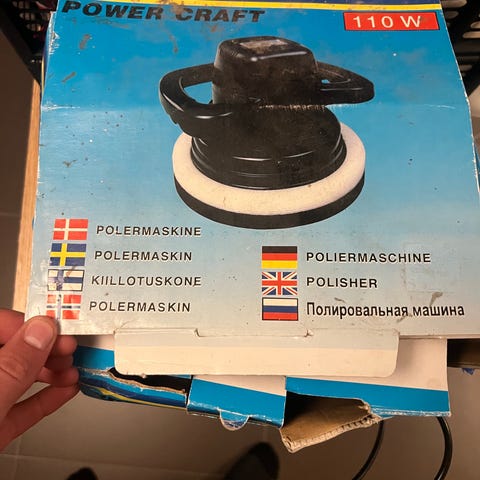 POWER CRAFT
110 W
POLERMASKINE
POLERMASKIN
KIILLOTUSKONE
POLERMASKIN
POLIERMASCHINE
POLISHER
Полировальная машина